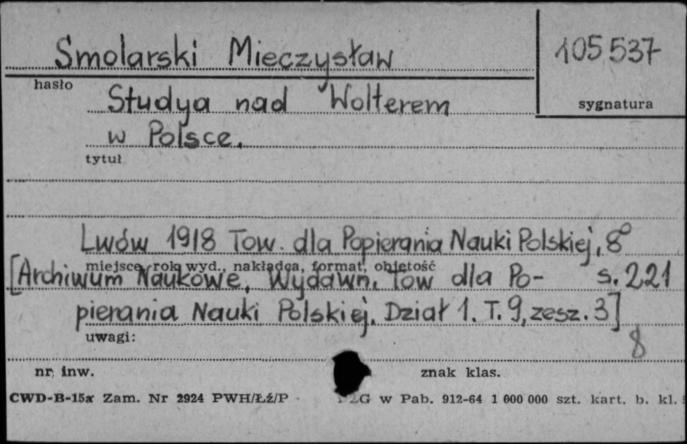 Smolarski Mieczysław
105 537
hasło
sygnatura
Studya nad Wolterem
w Polsce.
tytuł
Lwów 1918 Tow. dla Popierania Nauki Polskiej, 8°
miejsce, rok wyd., nakładca, format, objętość
[Archiwum Naukowe, Wydawn. Tow dla Po- s. 221
pierania Nauki Polskiej. Dział 1. T. 9, zesz. 3]
uwagi:
8
nr. inw.
znak klas.
CWD-B-15x Zam. Nr 2924 PWH/Łź/P G w Pab. 912-64 1 000 000 szt. kart. b. kl.